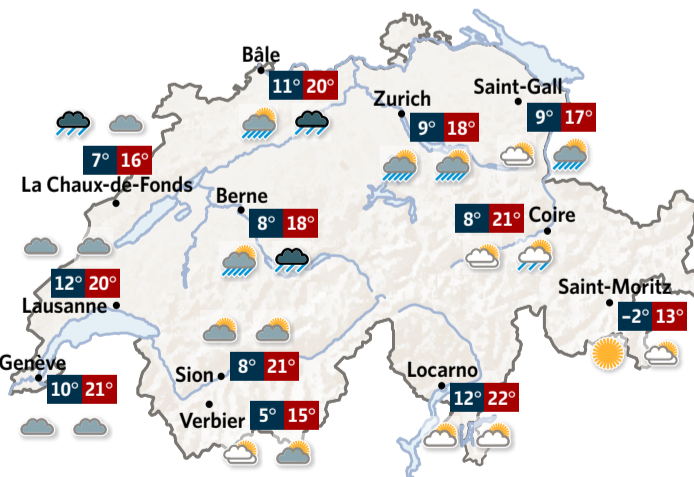 Bâle
11° 20°
Zurich
9° 18°
Saint-Gall
9° 17°
7° 16°
La Chaux-de-Fonds
Berne
8° 18°
8° 21° Coire
12° 20°
Lausanne
Saint-Moritz
–2° 13°
Genève
10° 21°
Sion 8° 21°
Verbier 5° 15°
Locarno
12° 22°